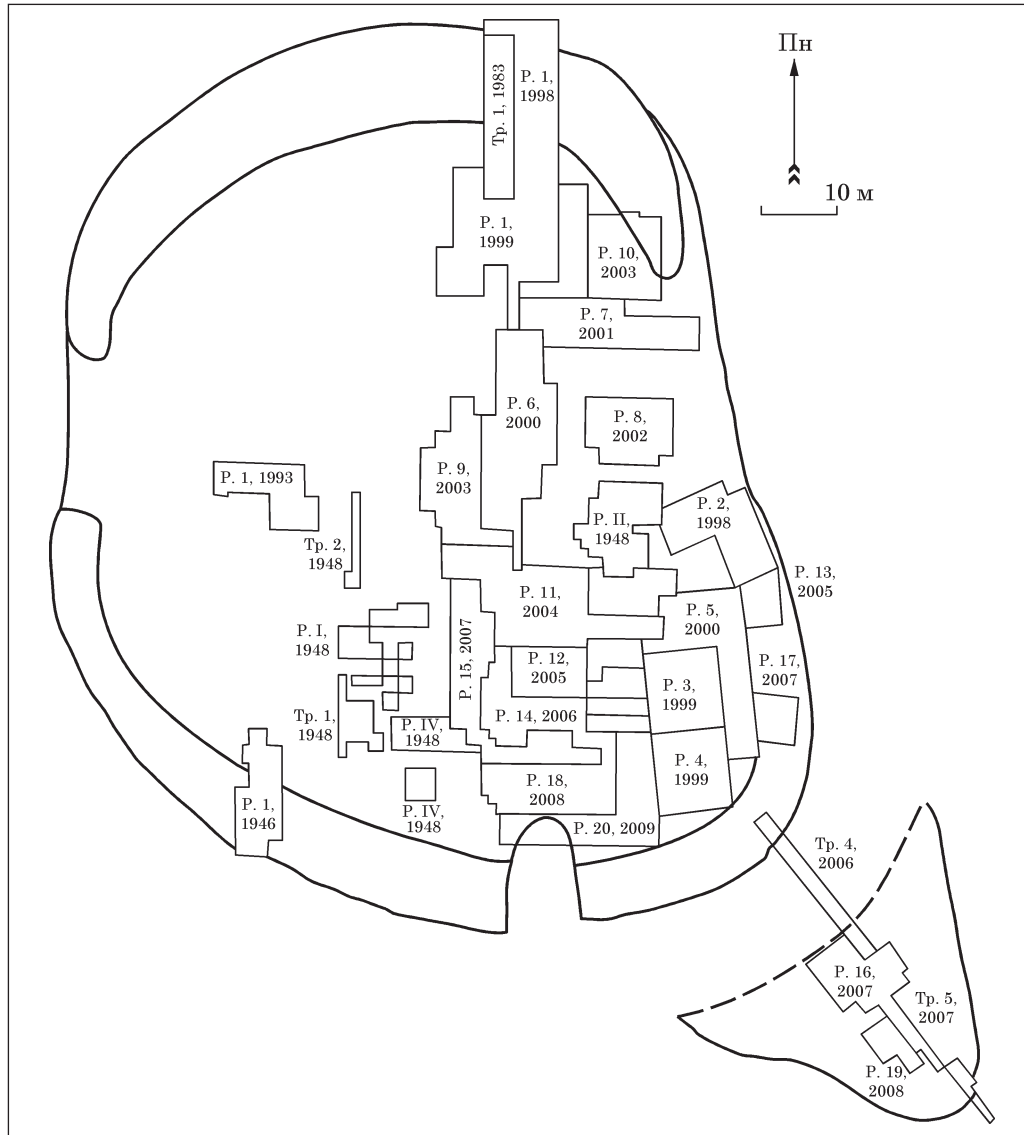 Пн
10 м
Тр. 1, 1983
Р. 1,
1998
Р. 1,
1999
Р. 10,
2003
Р. 7,
2001
Р. 6,
2000
Р. 8,
2002
Р. 9,
2003
Р. 1, 1993
Тр. 2,
1948
Р. II,
1948
Р. 2,
1998
Р. 13,
2005
Р. 11,
2004
Р. 5,
2000
Р. I,
1948
Р. 15, 2007
Р. 12,
2005
Р. 3,
1999
Р. 17,
2007
Тр. 1,
1948
Р. IV,
1948
Р. 14, 2006
Р. 4,
1999
Р. 18,
2008
Р. 1,
1946
Р. IV,
1948
Р. 20, 2009
Тр. 4,
2006
Р. 16,
2007
Тр. 5,
2007
Р. 19,
2008